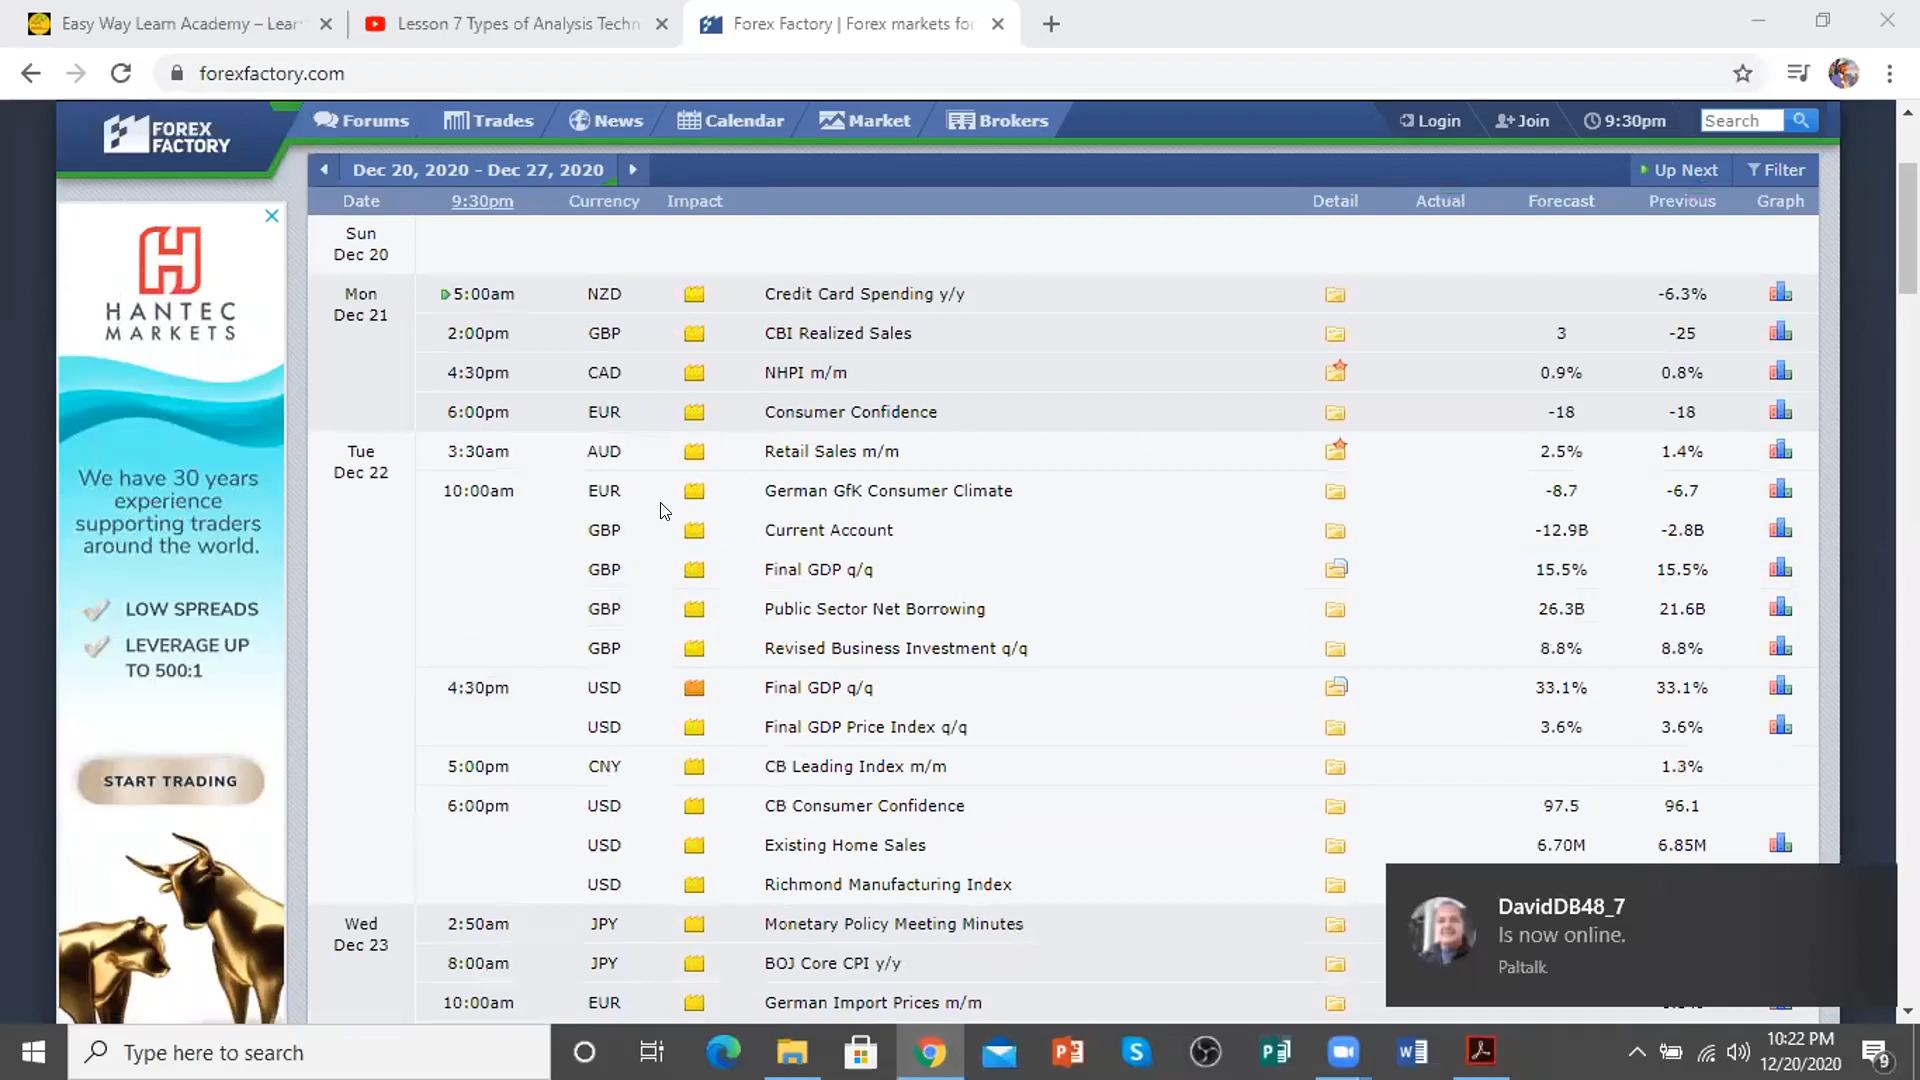 Easy Way Learn Academy – Lear
Lesson 7 Types of Analysis Techn
Forex Factory | Forex markets fo
forexfactory.com
FOREX FACTORY
Forums Trades News Calendar Market Brokers Login Join 9:30pm Search
Dec 20, 2020 - Dec 27, 2020 Up Next Filter
Date 9:30pm Currency Impact Detail Actual Forecast Previous Graph
Sun
Dec 20
Mon
Dec 21
5:00am NZD Credit Card Spending y/y -6.3%
2:00pm GBP CBI Realized Sales 3 -25
4:30pm CAD NHPI m/m 0.9% 0.8%
6:00pm EUR Consumer Confidence -18 -18
Tue
Dec 22
3:30am AUD Retail Sales m/m 2.5% 1.4%
10:00am EUR German GfK Consumer Climate -8.7 -6.7
GBP Current Account -12.9B -2.8B
GBP Final GDP q/q 15.5% 15.5%
GBP Public Sector Net Borrowing 26.3B 21.6B
GBP Revised Business Investment q/q 8.8% 8.8%
4:30pm USD Final GDP q/q 33.1% 33.1%
USD Final GDP Price Index q/q 3.6% 3.6%
5:00pm CNY CB Leading Index m/m 1.3%
6:00pm USD CB Consumer Confidence 97.5 96.1
USD Existing Home Sales 6.70M 6.85M
USD Richmond Manufacturing Index
Wed
Dec 23
2:50am JPY Monetary Policy Meeting Minutes
8:00am JPY BOJ Core CPI y/y
10:00am EUR German Import Prices m/m
HANTEC
MARKETS
We have 30 years
experience
supporting traders
around the world.
LOW SPREADS
LEVERAGE UP
TO 500:1
START TRADING
DavidDB48_7
Is now online.
Paltalk
Type here to search
10:22 PM
12/20/2020
9